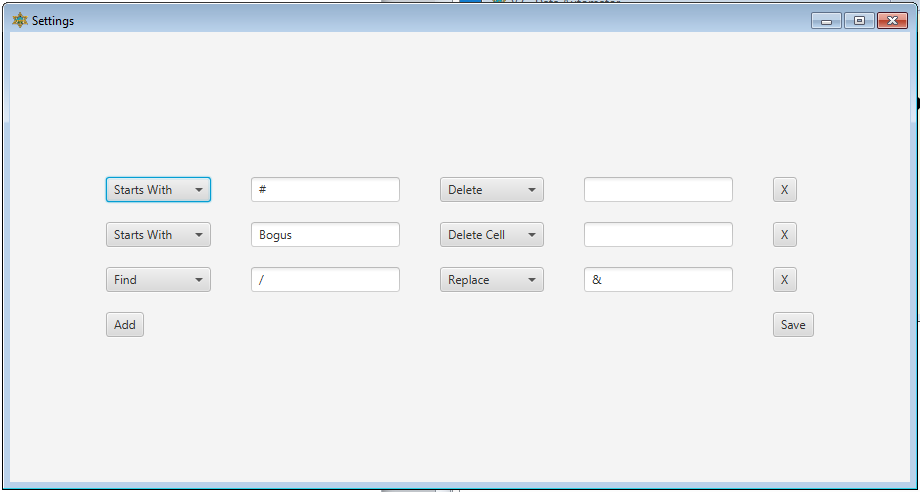 Settings
Starts With # Delete X
Starts With Bogus Delete Cell X
Find / Replace & X
Add Save